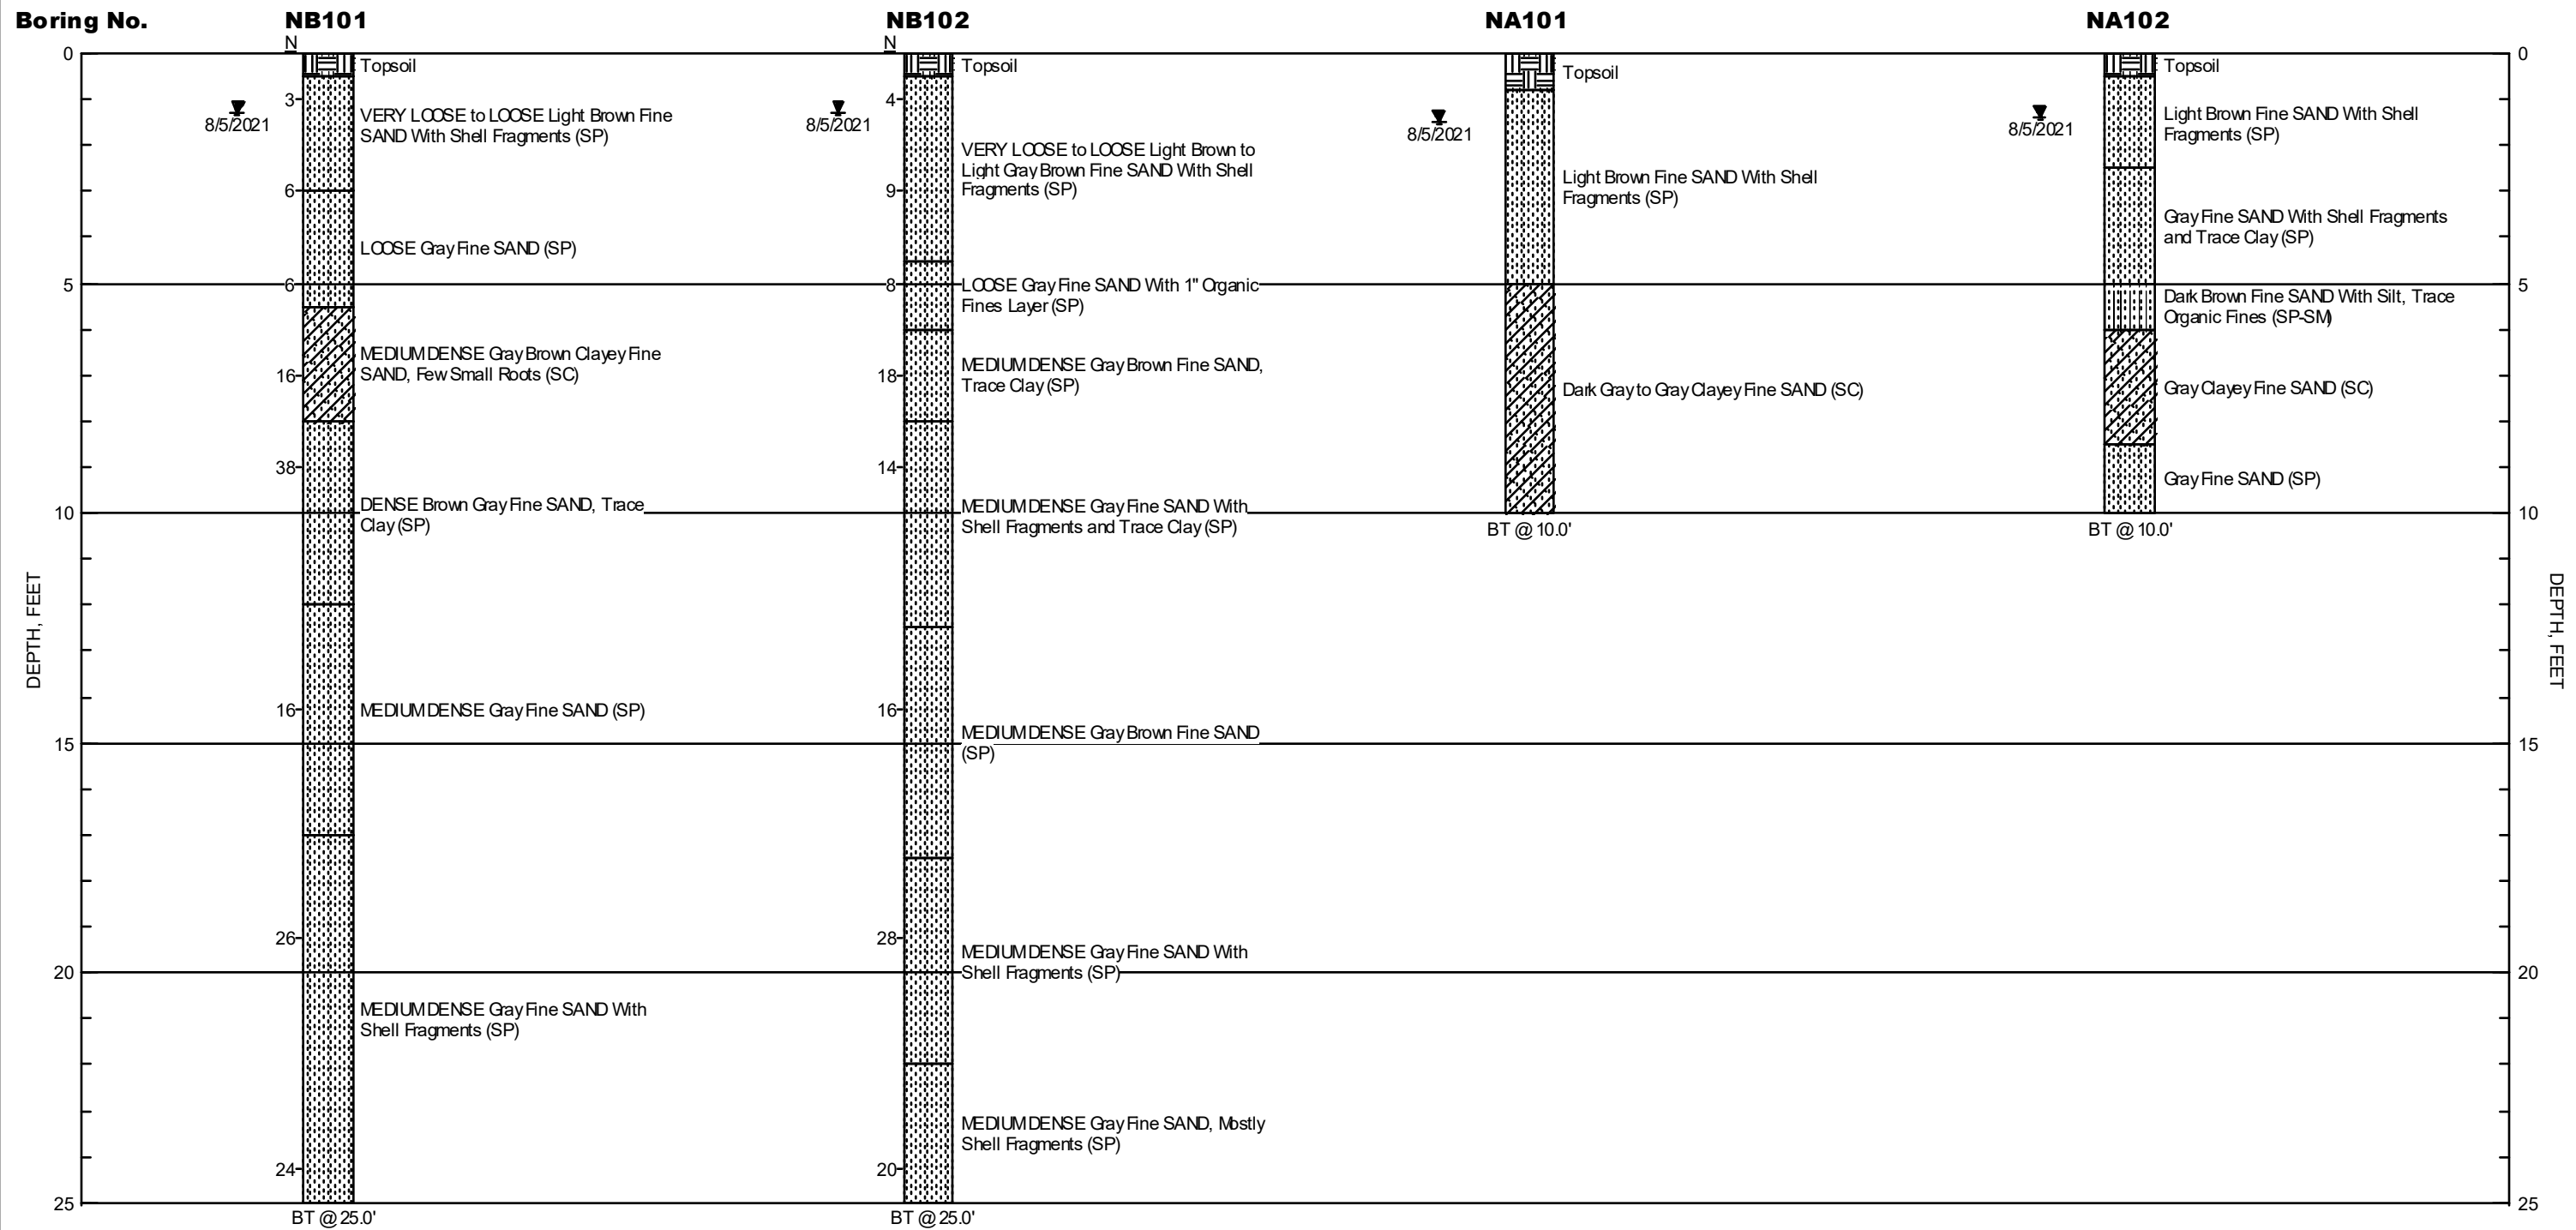 Boring No.
NB101
NB102
NA101
NA102
N
N
0
0
Topsoil
Topsoil
Topsoil
Topsoil
3
4
8/5/2021
8/5/2021
8/5/2021
8/5/2021
VERY LOOSE to LOOSE Light Brown Fine
SAND With Shell Fragments (SP)
VERY LOOSE to LOOSE Light Brown to
Light Gray Brown Fine SAND With Shell
Fragments (SP)
Light Brown Fine SAND With Shell
Fragments (SP)
Light Brown Fine SAND With Shell
Fragments (SP)
6
9
LOOSE Gray Fine SAND (SP)
Gray Fine SAND With Shell Fragments
and Trace Clay (SP)
5
6
8
LOOSE Gray Fine SAND With 1" Organic
Fines Layer (SP)
Dark Brown Fine SAND With Silt, Trace
Organic Fines (SP-SM)
5
MEDIUM DENSE Gray Brown Clayey Fine
SAND, Few Small Roots (SC)
16
18
MEDIUM DENSE Gray Brown Fine SAND,
Trace Clay (SP)
Dark Gray to Gray Clayey Fine SAND (SC)
Gray Clayey Fine SAND (SC)
38
14
Gray Fine SAND (SP)
10
DENSE Brown Gray Fine SAND, Trace
Clay (SP)
MEDIUM DENSE Gray Fine SAND With
Shell Fragments and Trace Clay (SP)
BT @ 10.0'
BT @ 10.0'
10
DEPTH, FEET
DEPTH, FEET
16
MEDIUM DENSE Gray Fine SAND (SP)
16
15
MEDIUM DENSE Gray Brown Fine SAND
(SP)
15
26
28
MEDIUM DENSE Gray Fine SAND With
Shell Fragments (SP)
20
20
MEDIUM DENSE Gray Fine SAND With
Shell Fragments (SP)
MEDIUM DENSE Gray Fine SAND, Mostly
Shell Fragments (SP)
24
20
25
25
BT @ 25.0'
BT @ 25.0'